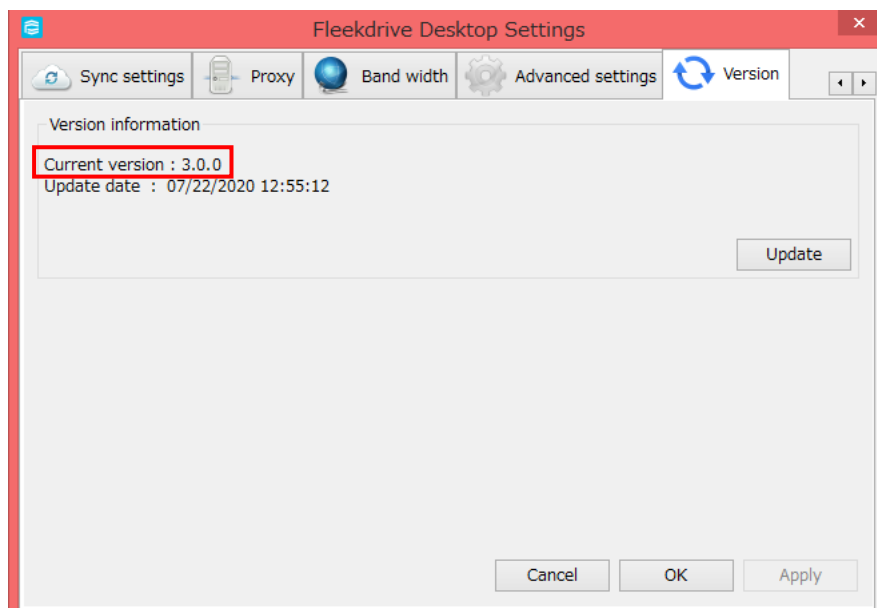 Fleekdrive Desktop Settings
Sync settings Proxy Band width Advanced settings Version
Version information
Current version : 3.0.0
Update date : 07/22/2020 12:55:12
Update
Cancel OK Apply